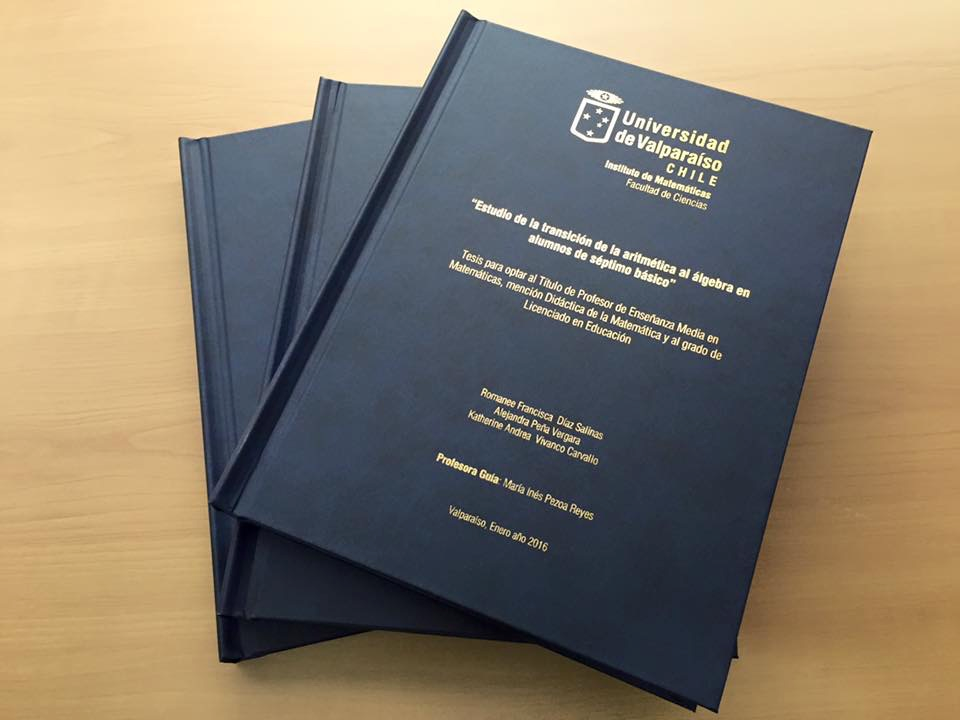 Universidad
de Valparaíso
CHILE
Instituto de Matemáticas
Facultad de Ciencias
"Estudio de la transición de la aritmética al álgebra en
alumnos de séptimo básico"
Tesis para optar al Título de Profesor de Enseñanza Media en
Matemáticas, mención Didáctica de la Matemática y al grado de
Licenciado en Educación
Romanee Francisca Díaz Salinas
Alejandra Peña Vergara
Katherine Andrea Vivanco Carvallo
Profesora Guía: María Inés Pezoa Reyes
Valparaíso, Enero año 2016